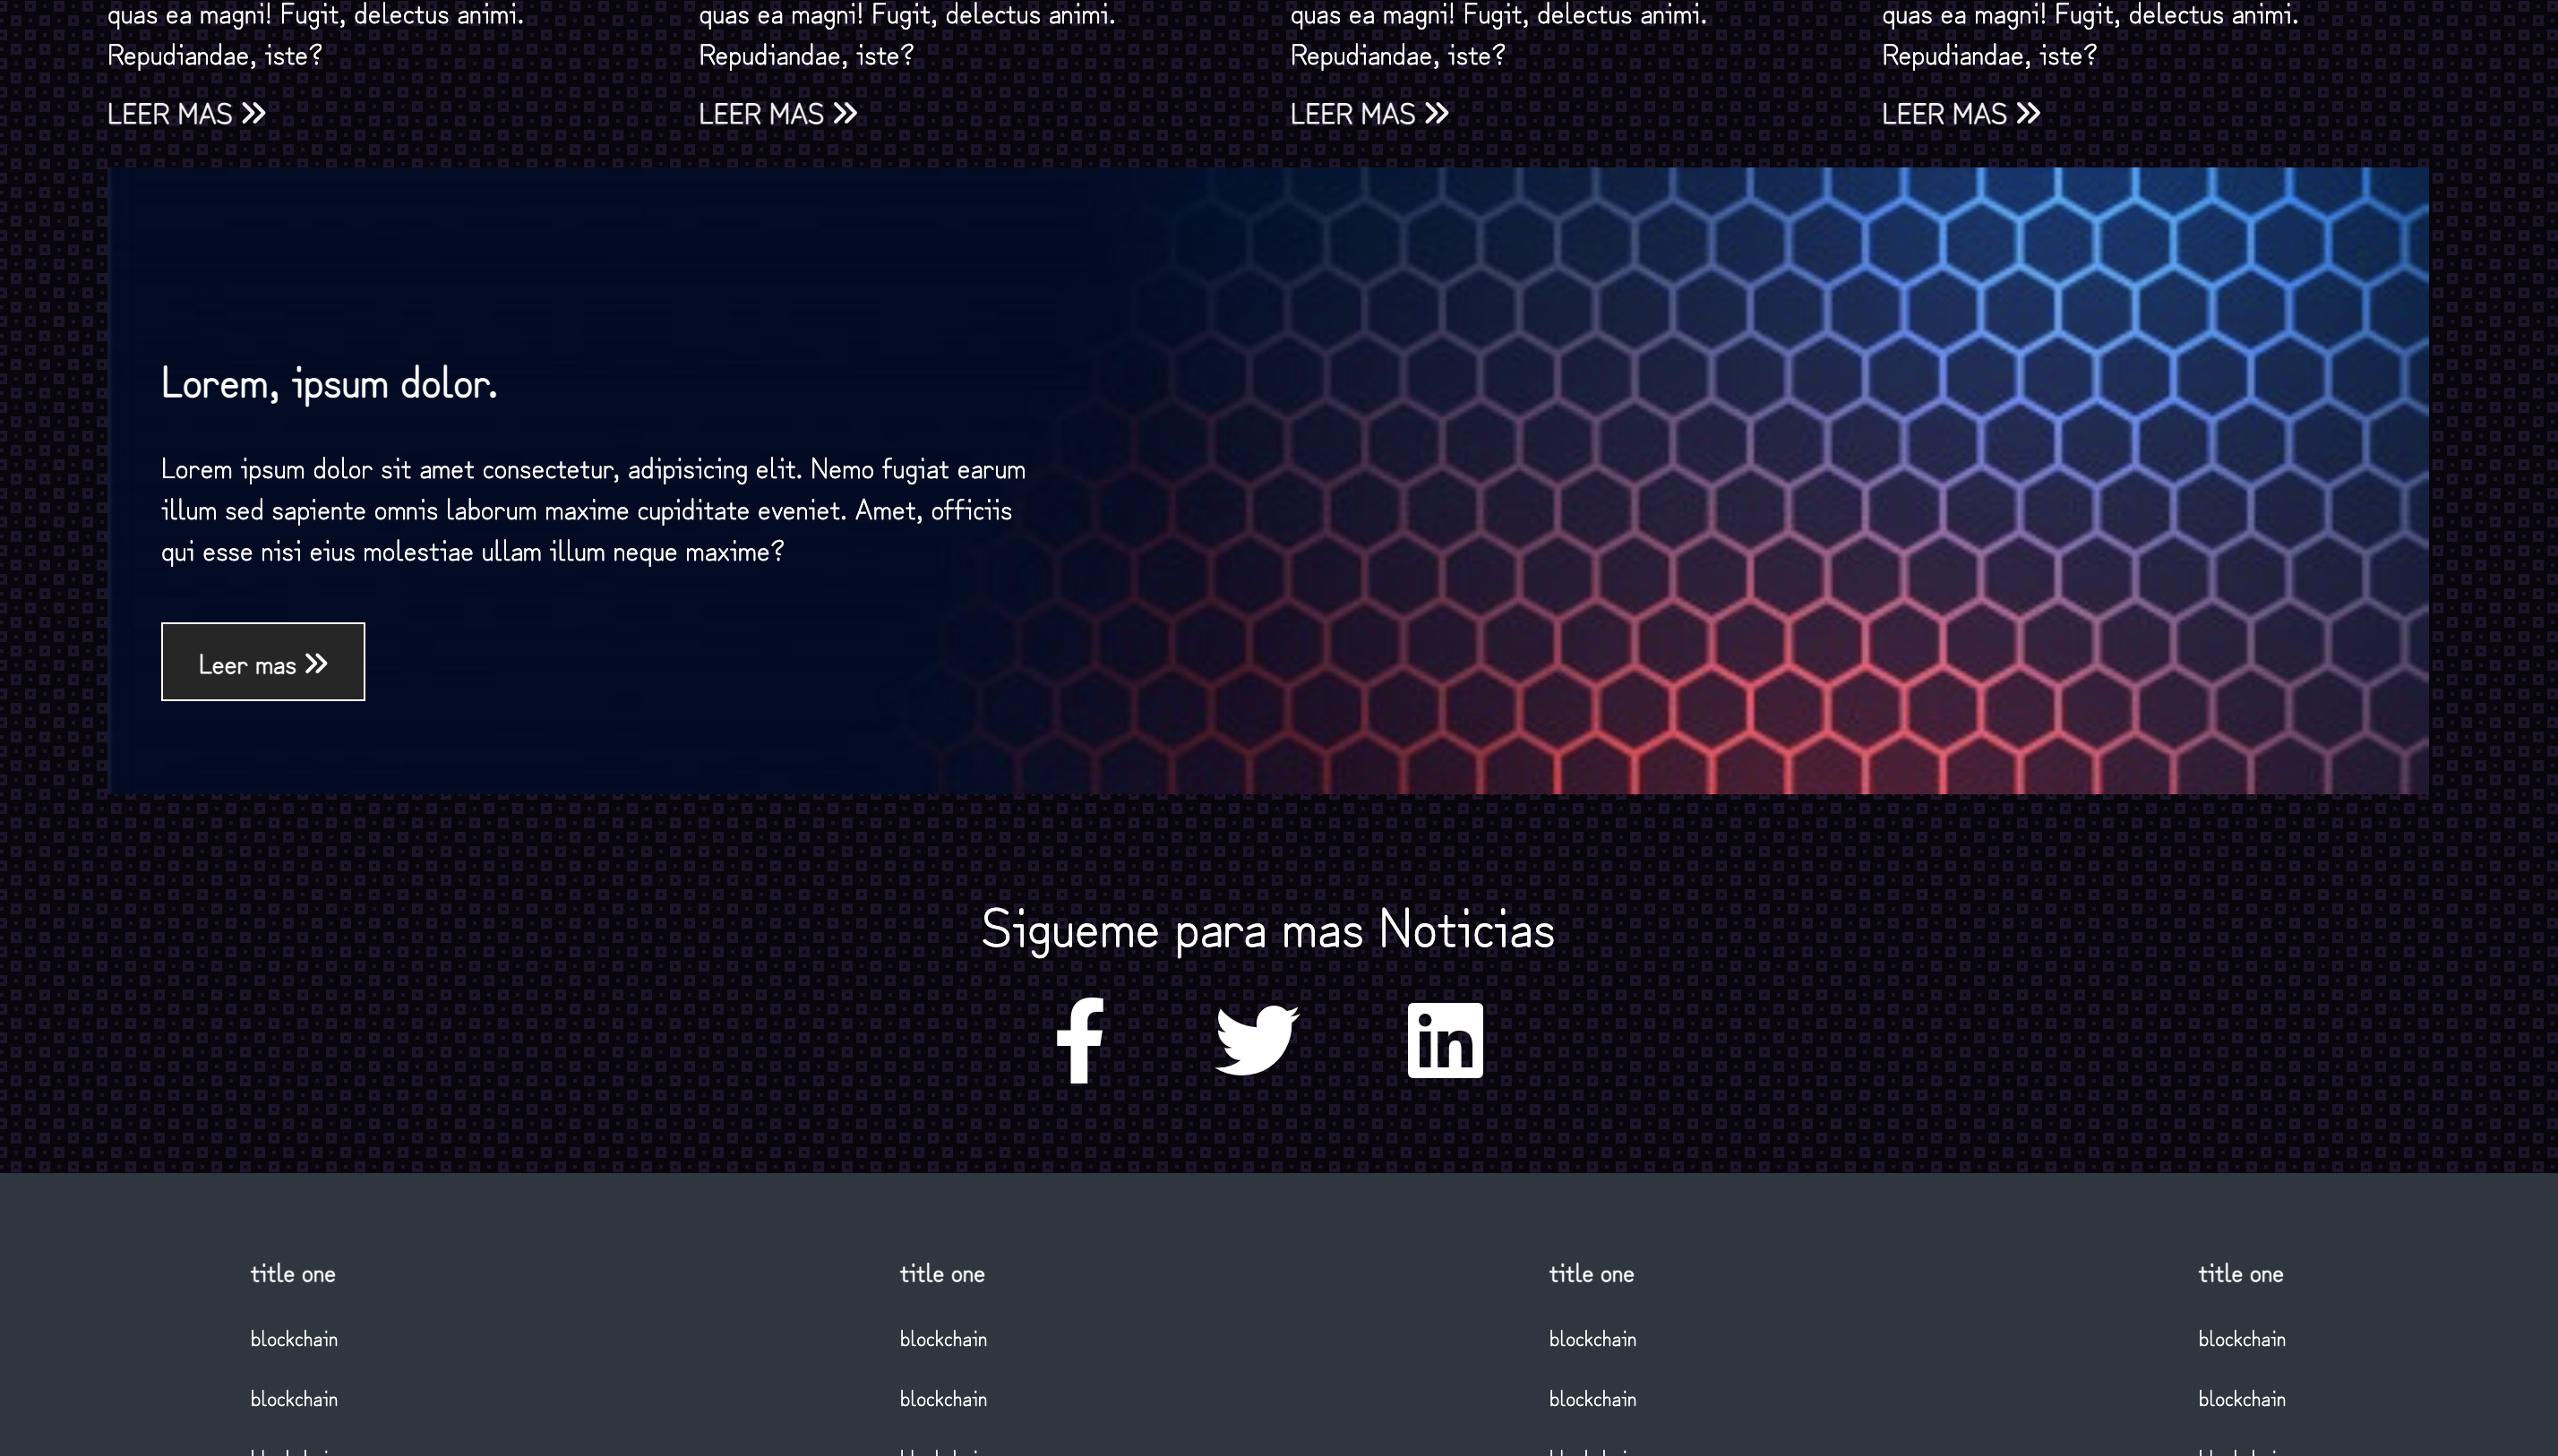 quas ea magni! Fugit, delectus animi.
Repudiandae, iste?
LEER MAS
quas ea magni! Fugit, delectus animi.
Repudiandae, iste?
LEER MAS
quas ea magni! Fugit, delectus animi.
Repudiandae, iste?
LEER MAS
quas ea magni! Fugit, delectus animi.
Repudiandae, iste?
LEER MAS
Lorem, ipsum dolor.
Lorem ipsum dolor sit amet consectetur, adipisicing elit. Nemo fugiat earum
illum sed sapiente omnis laborum maxime cupiditate eveniet. Amet, officiis
qui esse nisi eius molestiae ullam illum neque maxime?
Leer mas
Sigueme para mas Noticias
title one
blockchain
blockchain
title one
blockchain
blockchain
title one
blockchain
blockchain
title one
blockchain
blockchain